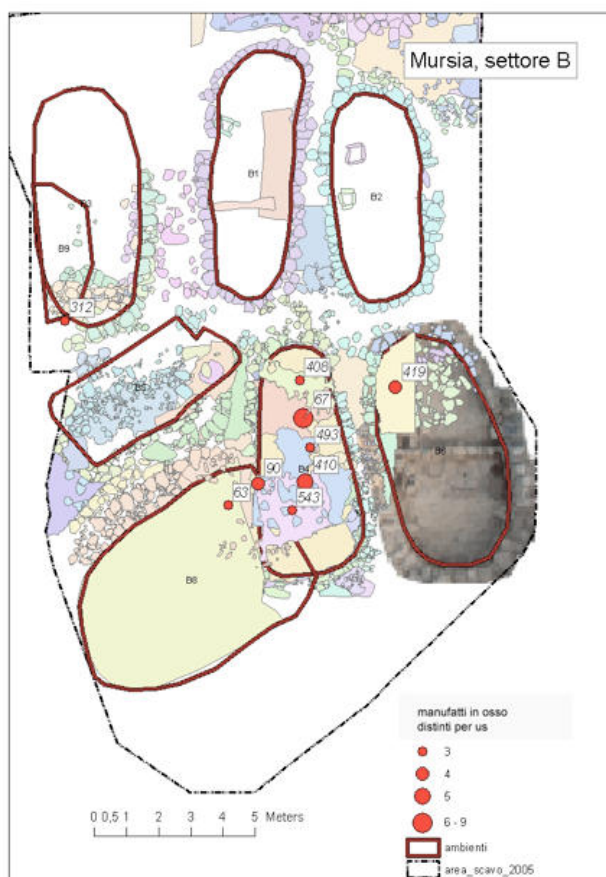 Mursia, settore B
B1
B2
B3
B9
312
B5
408
419
67
493
B6
90
B4
410
63
543
B8
manufatti in osso
distinti per us
3
4
5
6 - 9
ambienti
area_scavo_2005
0 0,5 1 2 3 4 5 Meters